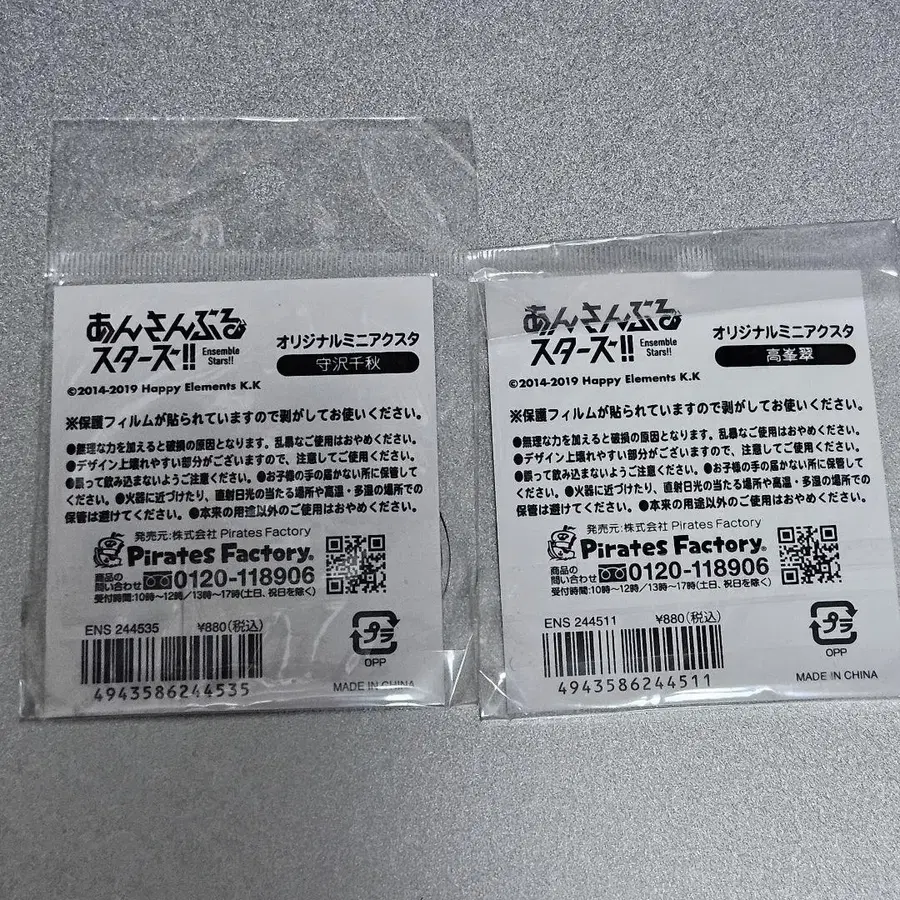 あんさんぶる
スターズ!!
Ensemble
Stars!!
オリジナルミニアクスタ
守沢千秋
©2014-2019 Happy Elements K.K
※保護フィルムが貼られていますので剥がしてお使いください。
●無理な力を加えると破損の原因となります。乱暴なご使用はおやめください。
●デザイン上壊れやすい部分がございますので、注意してご使用ください。
●誤って飲み込まないようご注意ください。●お子様の手の届かない所に保管して
ください。●火器に近づけたり、直射日光の当たる場所や高温・多湿の場所での
保管は避けてください。●本来の用途以外のご使用はおやめください。
発売元:株式会社 Pirates Factory
Pirates Factory®
商品の
問い合わせ 0120-118906
受付時間:10時〜12時/13時〜17時(土日、祝日を除く)
ENS 244535 ¥880(税込)
4943586244535
プラ
OPP
MADE IN CHINA
あんさんぶる
スターズ!!
Ensemble
Stars!!
オリジナルミニアクスタ
高峯翠
©2014-2019 Happy Elements K.K
※保護フィルムが貼られていますので剥がしてお使いください。
●無理な力を加えると破損の原因となります。乱暴なご使用はおやめください。
●デザイン上壊れやすい部分がございますので、注意してご使用ください。
●誤って飲み込まないようご注意ください。●お子様の手の届かない所に保管して
ください。●火器に近づけたり、直射日光の当たる場所や高温・多湿の場所での
保管は避けてください。●本来の用途以外のご使用はおやめください。
発売元:株式会社 Pirates Factory
Pirates Factory®
商品の
問い合わせ 0120-118906
受付時間:10時〜12時/13時〜17時(土日、祝日を除く)
ENS 244511 ¥880(税込)
4943586244511
プラ
OPP
MADE IN CHINA